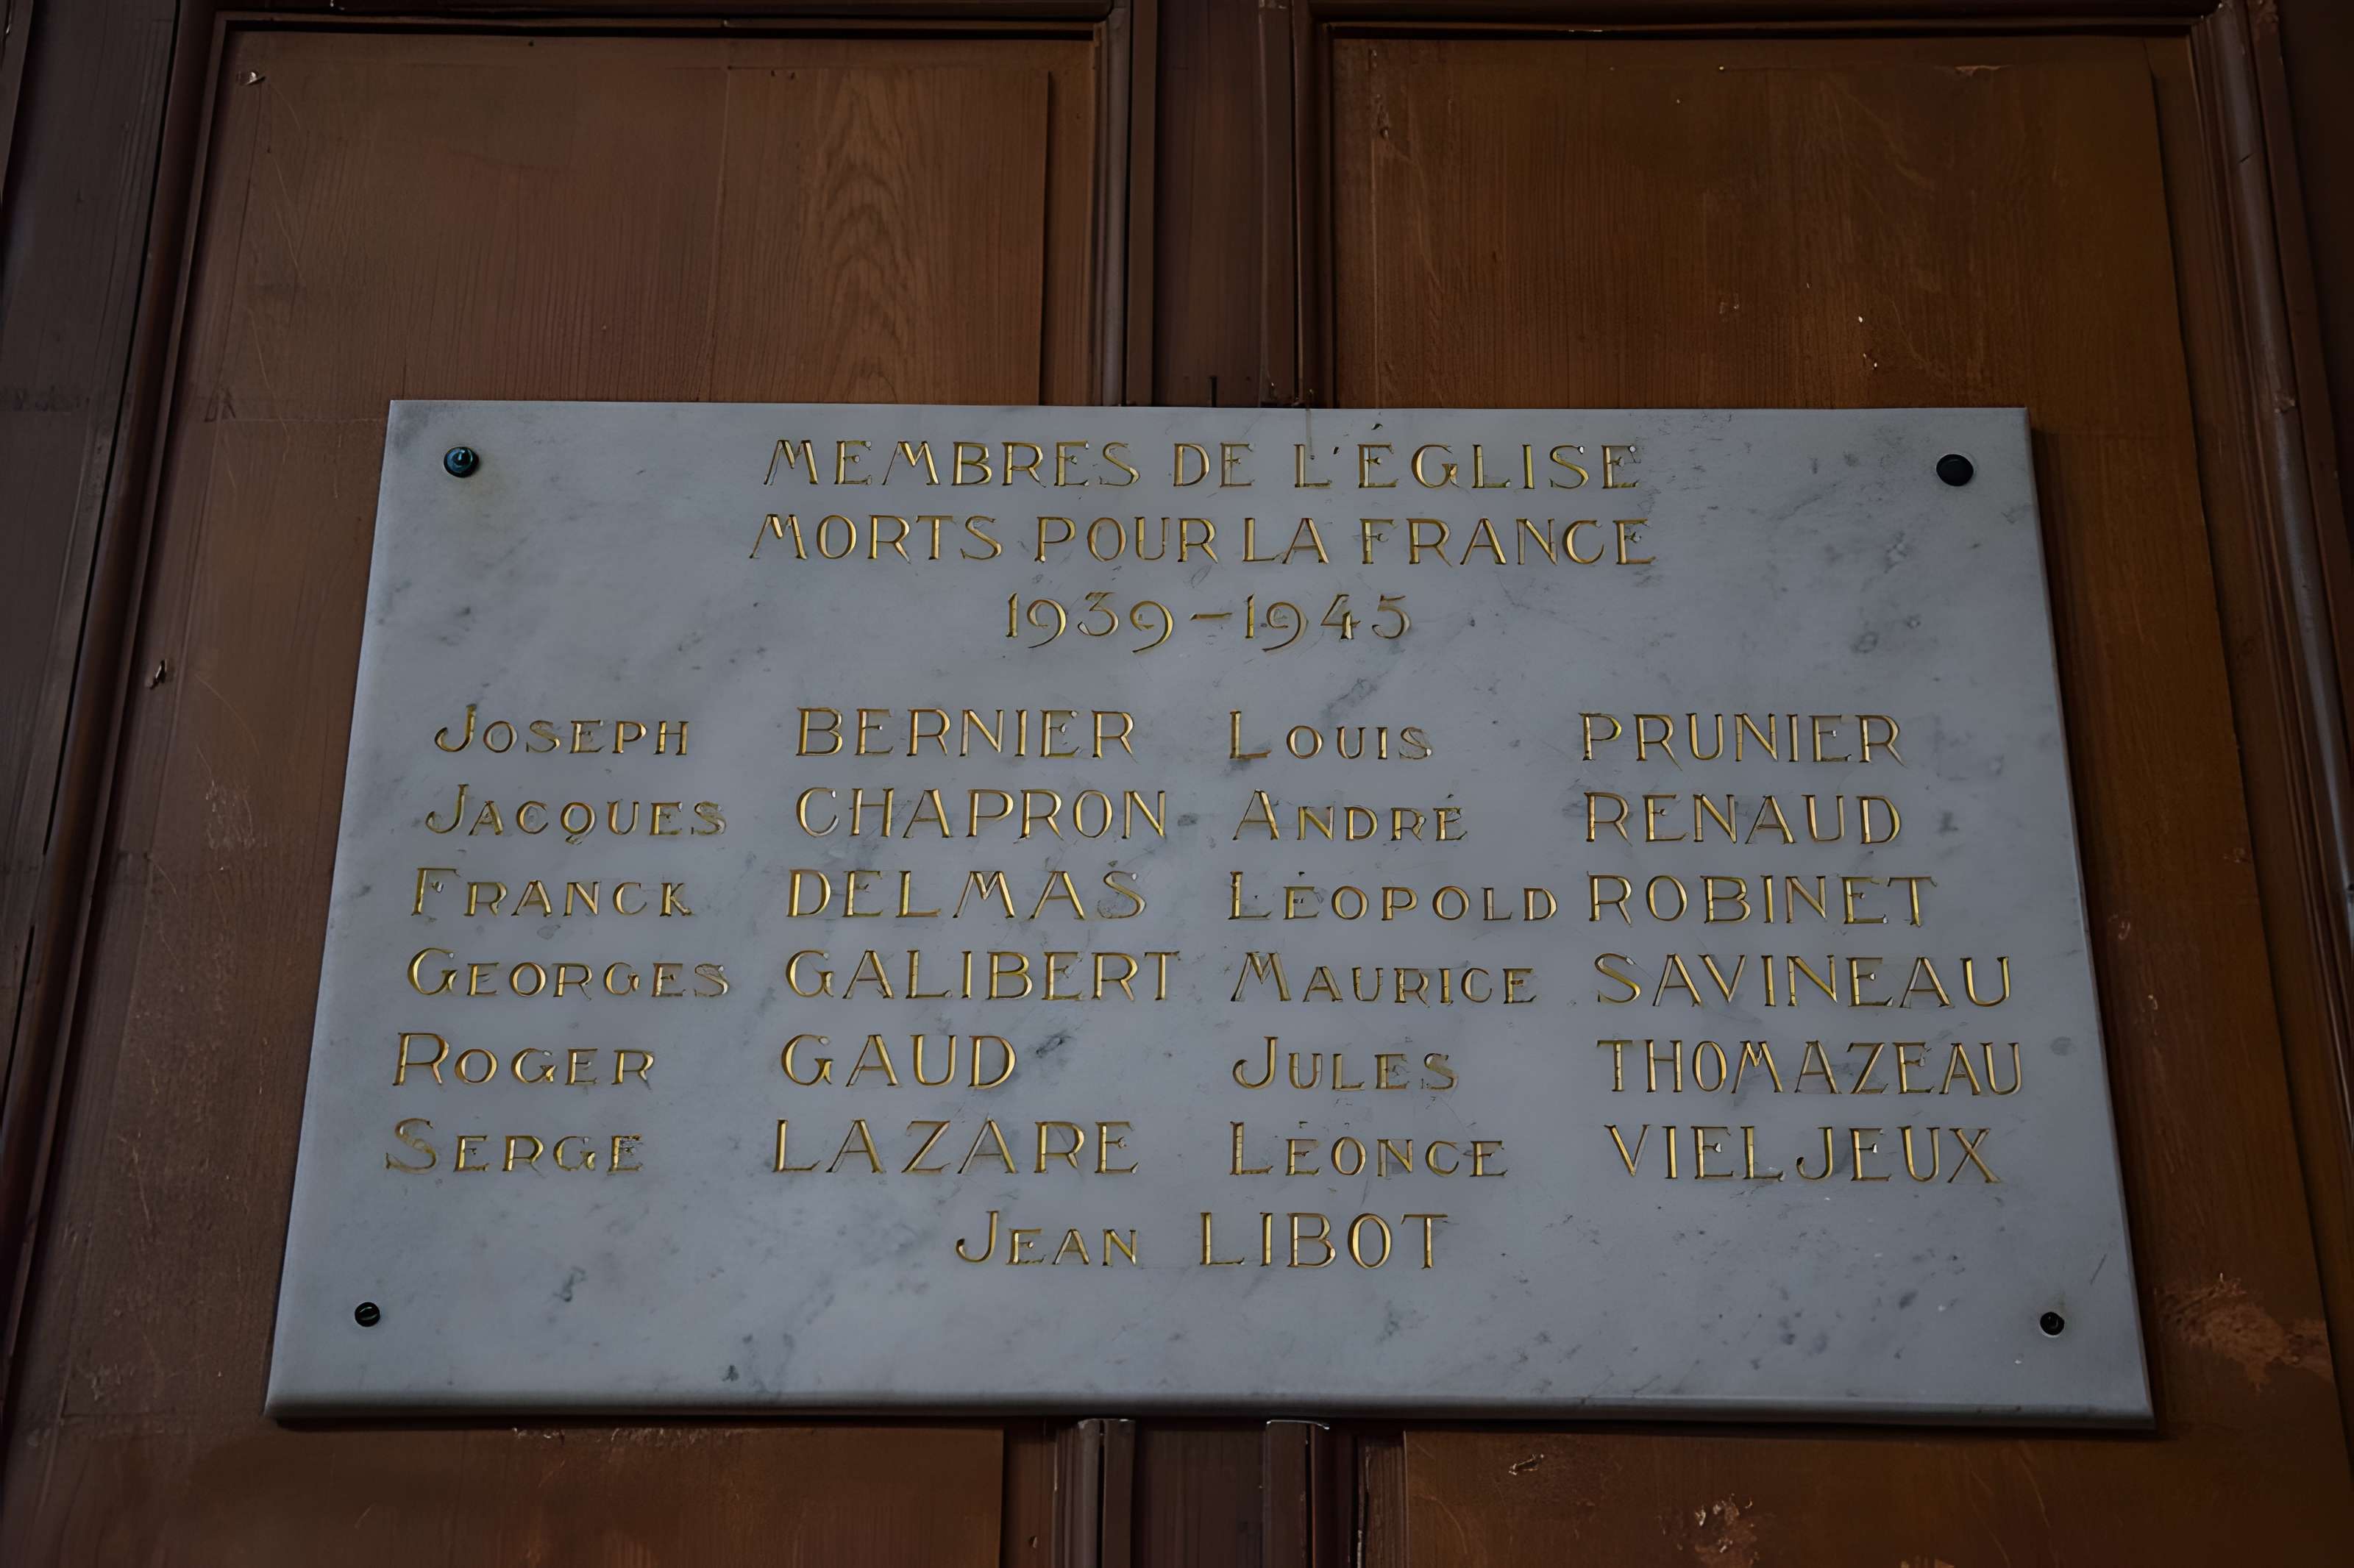 MEMBRES DE L'ÉGLISE
MORTS POUR LA FRANCE
1939-1945
JOSEPH BERNIER LOUIS PRUNIER
JACQUES CHAPRON ANDRÉ RENAUD
FRANCK DELMAS LÉOPOLD ROBINET
GEORGES GALIBERT MAURICE SAVINEAU
ROGER GAUD JULES THOMAZEAU
SERGE LAZARE LÉONCE VIELJEUX
JEAN LIBOT